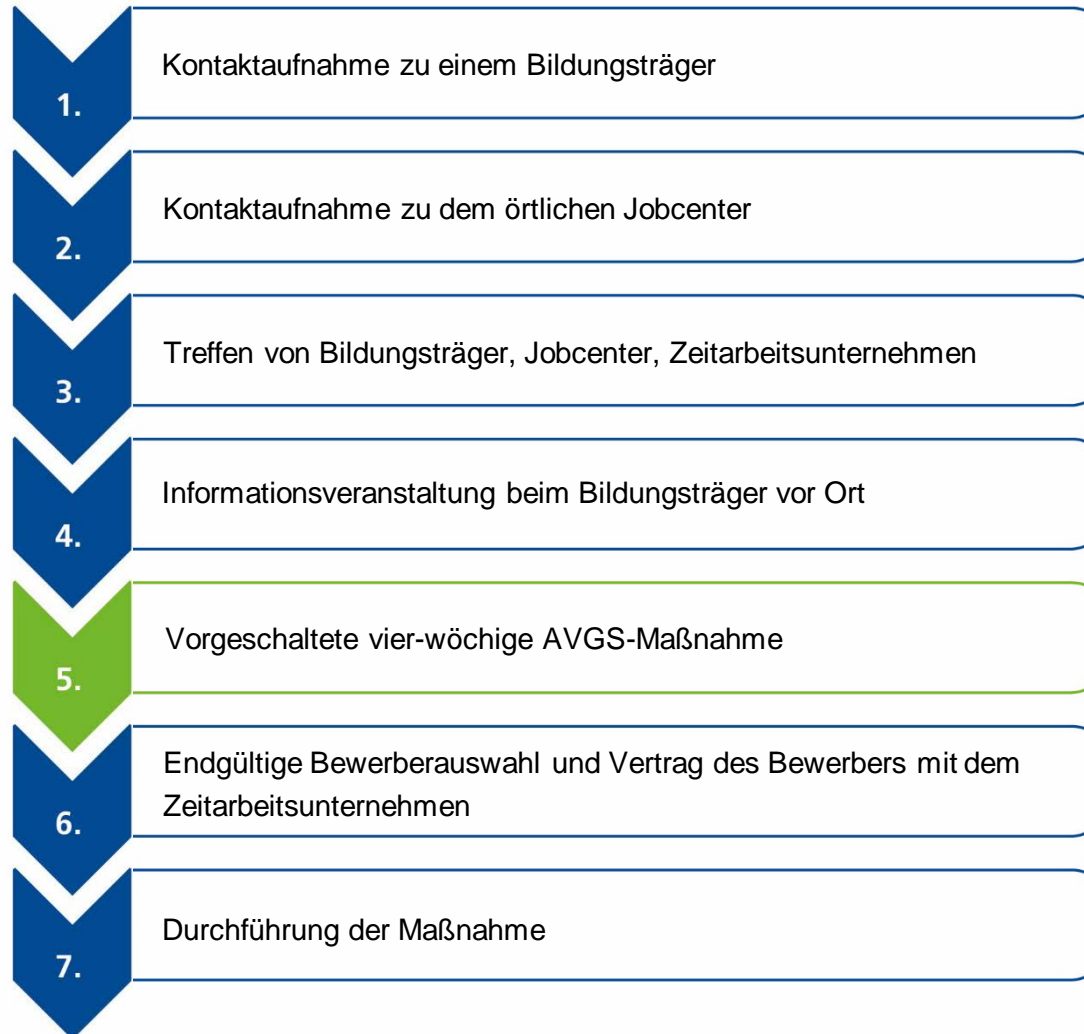 1.
Kontaktaufnahme zu einem Bildungsträger
2.
Kontaktaufnahme zu dem örtlichen Jobcenter
3.
Treffen von Bildungsträger, Jobcenter, Zeitarbeitsunternehmen
4.
Informationsveranstaltung beim Bildungsträger vor Ort
5.
Vorgeschaltete vier-wöchige AVGS-Maßnahme
6.
Endgültige Bewerberauswahl und Vertrag des Bewerbers mit dem
Zeitarbeitsunternehmen
7.
Durchführung der Maßnahme